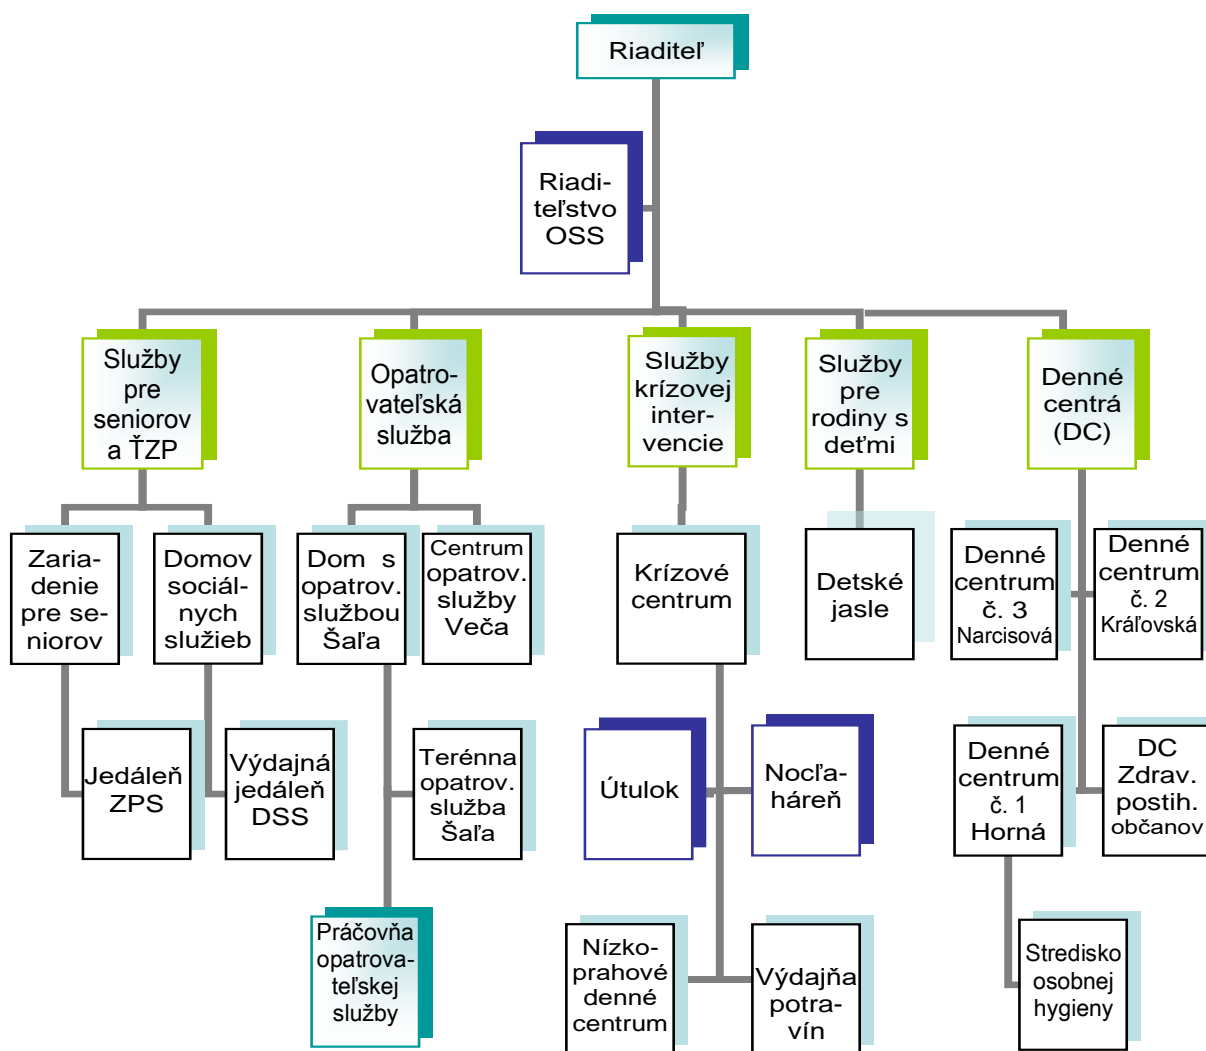 Riaditeľ
Riadi-
teľstvo
OSS
Služby
pre
seniorov
a ŤZP
Opatro-
vateľská
služba
Služby
krízovej
inter-
vencie
Služby
pre
rodiny s
deťmi
Denné
centrá
(DC)
Zaria-
denie
pre se-
niorov
Domov
sociál-
nych
služieb
Dom s
opatrov.
službou
Šaľa
Centrum
opatrov.
služby
Veča
Krízové
centrum
Detské
jasle
Denné
centrum
č. 3
Narcisová
Denné
centrum
č. 2
Kráľovská
Jedáleň
ZPS
Výdajná
jedáleň
DSS
Terénna
opatrov.
služba
Šaľa
Útulok
Nocľa-
háreň
Denné
centrum
č. 1
Horná
DC
Zdrav.
postih.
občanov
Práčovňa
opatrova-
teľskej
služby
Nízko-
prahové
denné
centrum
Výdajňa
potra-
vín
Stredisko
osobnej
hygieny